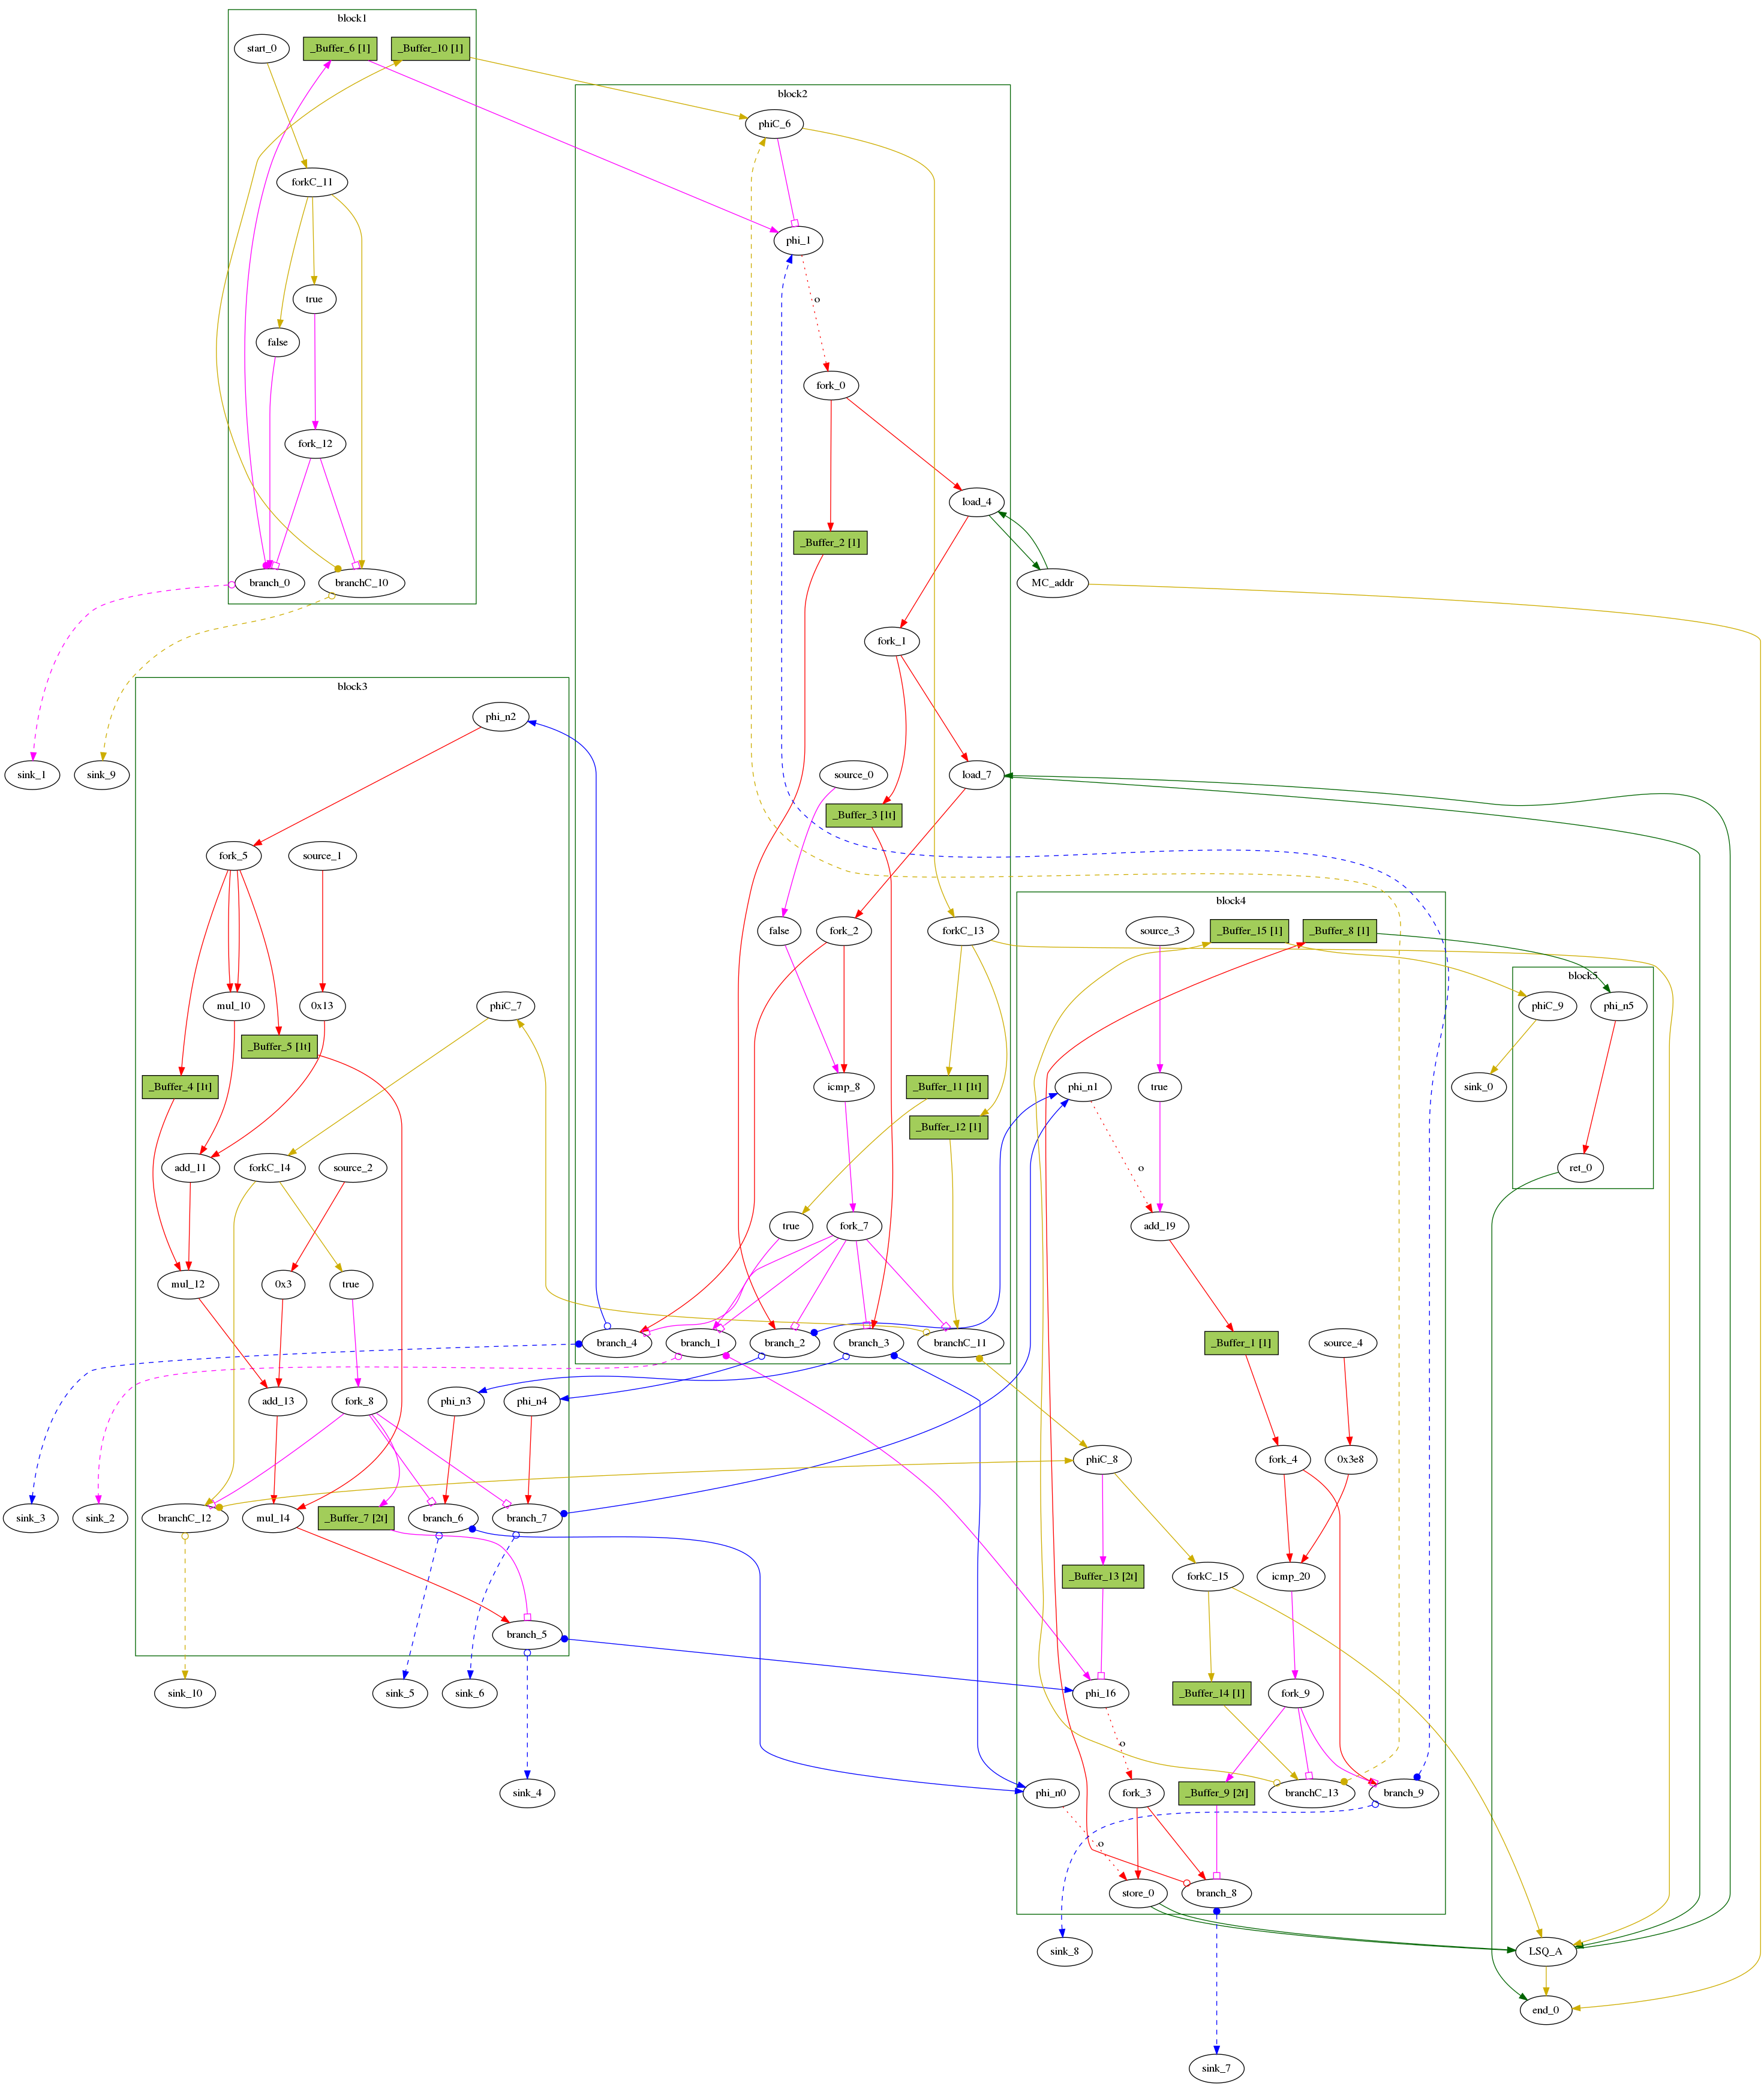 block1
start_0
_Buffer_6 [1]
_Buffer_10 [1]
forkC_11
true
false
fork_12
branch_0
branchC_10
block2
phiC_6
phi_1
o
fork_0
load_4
_Buffer_2 [1]
MC_addr
fork_1
source_0
load_7
_Buffer_3 [1t]
false
fork_2
forkC_13
icmp_8
_Buffer_11 [1t]
_Buffer_12 [1]
true
fork_7
branch_4
branch_1
branch_2
branch_3
branchC_11
sink_1
sink_9
block3
phi_n2
fork_5
source_1
mul_10
0x13
phiC_7
_Buffer_5 [1t]
_Buffer_4 [1t]
add_11
forkC_14
source_2
mul_12
0x3
true
add_13
fork_8
phi_n3
phi_n4
branchC_12
mul_14
_Buffer_7 [2t]
branch_6
branch_7
branch_5
sink_3
sink_2
sink_10
sink_5
sink_6
sink_4
block4
source_3
_Buffer_15 [1]
_Buffer_8 [1]
phi_n1
true
o
add_19
_Buffer_1 [1]
source_4
phiC_8
fork_4
0x3e8
_Buffer_13 [2t]
forkC_15
icmp_20
phi_16
_Buffer_14 [1]
fork_9
o
phi_n0
fork_3
_Buffer_9 [2t]
branchC_13
branch_9
o
store_0
branch_8
block5
phiC_9
phi_n5
sink_0
ret_0
sink_8
LSQ_A
end_0
sink_7